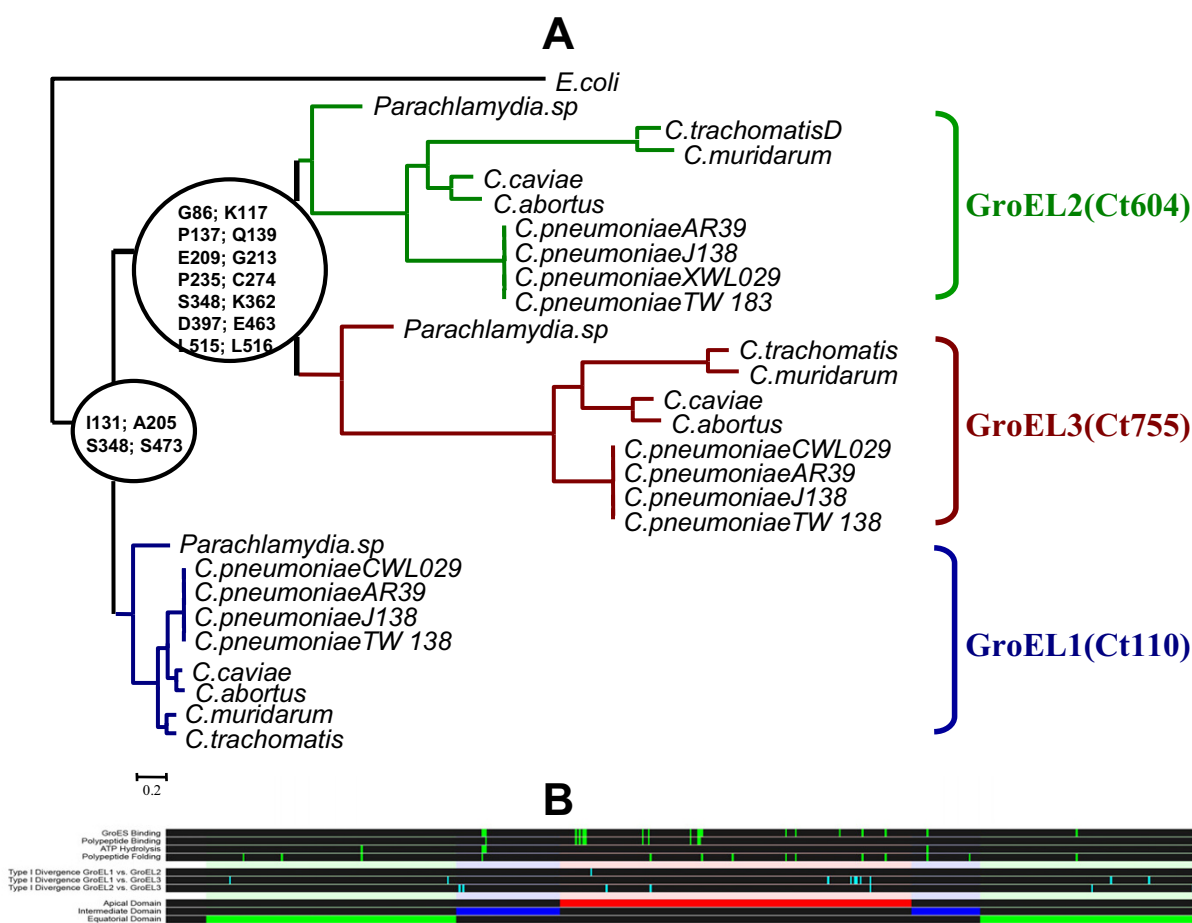 A
E.coli
Parachlamydia.sp
C.trachomatisD
C.muridarum
C.caviae
C.abortus
C.pneumoniaeAR39
C.pneumoniaeJ138
C.pneumoniaeXWL029
C.pneumoniaeTW 183
GroEL2(Ct604)
G86; K117
P137; Q139
E209; G213
P235; C274
S348; K362
D397; E463
L515; L516
Parachlamydia.sp
C.trachomatis
C.muridarum
C.caviae
C.abortus
C.pneumoniaeCWL029
C.pneumoniaeAR39
C.pneumoniaeJ138
C.pneumoniaeTW 138
GroEL3(Ct755)
I131; A205
S348; S473
Parachlamydia.sp
C.pneumoniaeCWL029
C.pneumoniaeAR39
C.pneumoniaeJ138
C.pneumoniaeTW 138
C.caviae
C.abortus
C.muridarum
C.trachomatis
GroEL1(Ct110)
0.2
B
GroES Binding
Polypeptide Binding
ATP Hydrolysis
Polypeptide Folding
Type I Divergence GroEL1 vs. GroEL2
Type I Divergence GroEL1 vs. GroEL3
Type I Divergence GroEL2 vs. GroEL3
Apical Domain
Intermediate Domain
Equatorial Domain